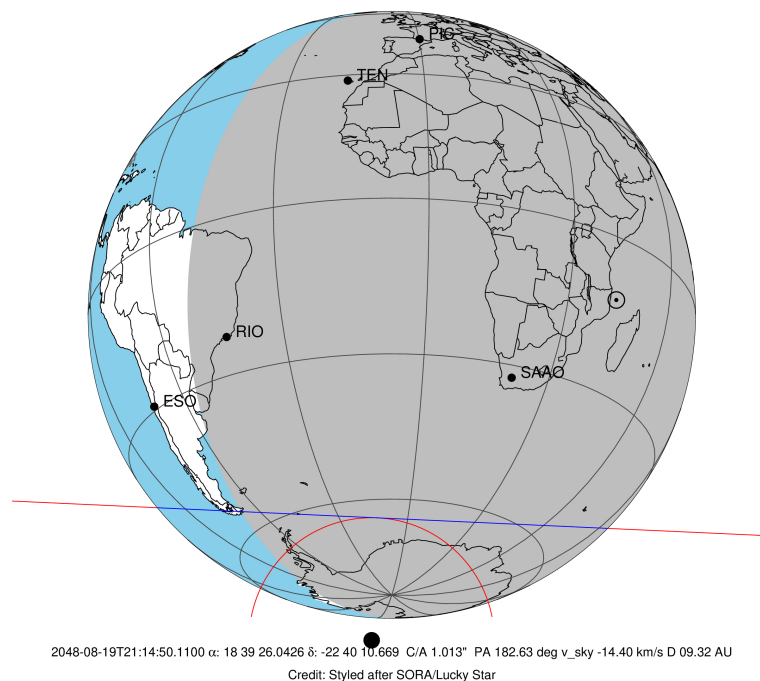 PIC
TEN
RIO
SAAO
ESO
2048-08-19T21:14:50.1100 α: 18 39 26.0426 δ: -22 40 10.669 C/A 1.013" PA 182.63 deg v_sky -14.40 km/s D 09.32 AU
Credit: Styled after SORA/Lucky Star